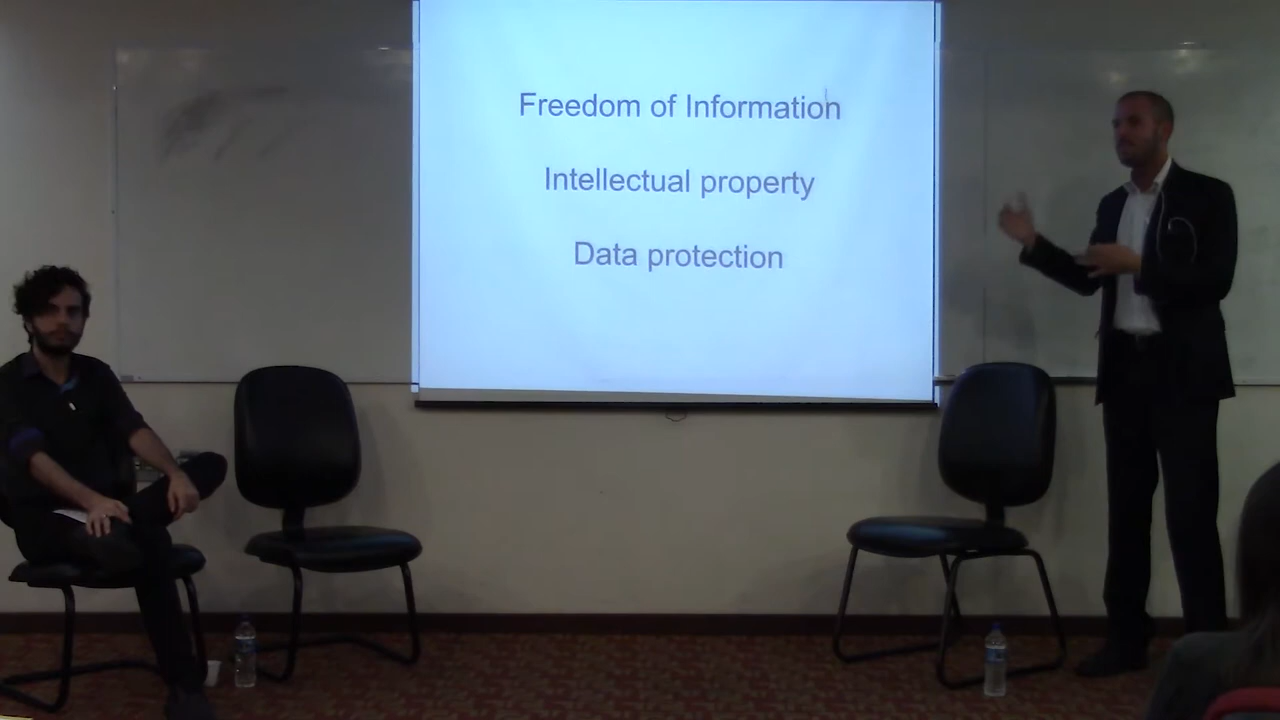 Freedom of Information
Intellectual property
Data protection